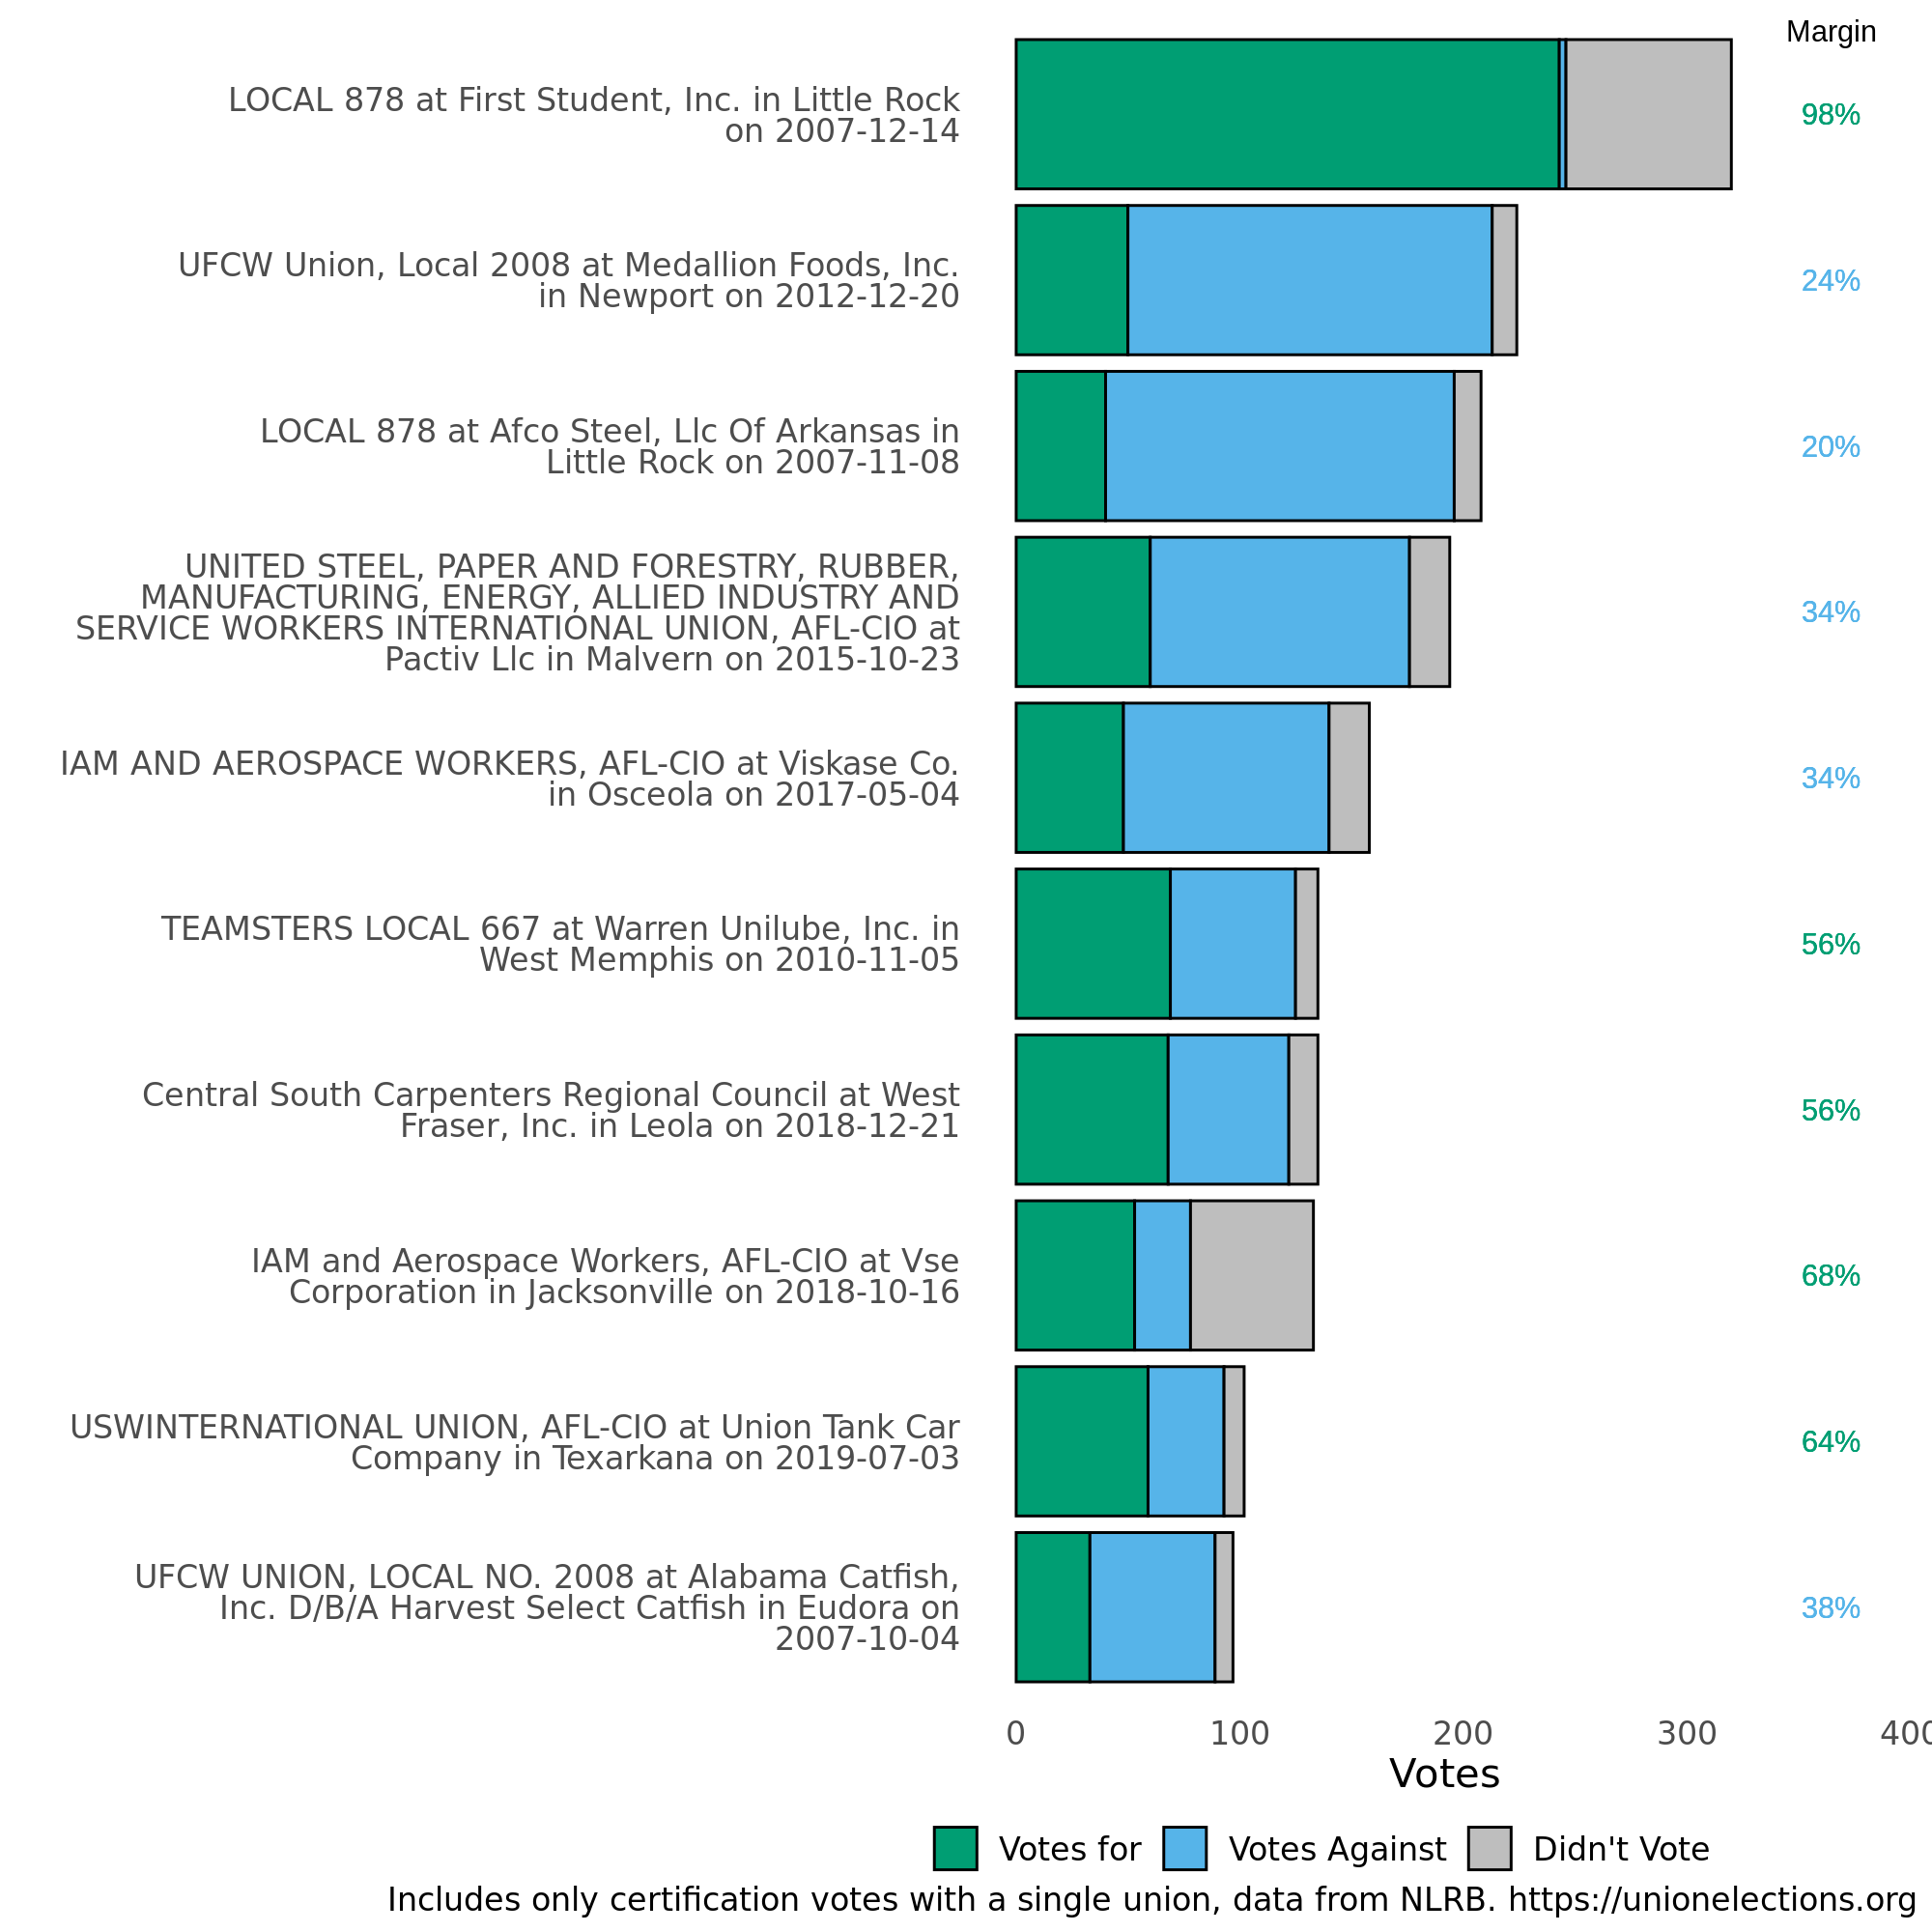 Margin
LOCAL 878 at First Student, Inc. in Little Rock
on 2007-12-14
98%
UFCW Union, Local 2008 at Medallion Foods, Inc.
in Newport on 2012-12-20
24%
LOCAL 878 at Afco Steel, Llc Of Arkansas in
Little Rock on 2007-11-08
20%
UNITED STEEL, PAPER AND FORESTRY, RUBBER,
MANUFACTURING, ENERGY, ALLIED INDUSTRY AND
SERVICE WORKERS INTERNATIONAL UNION, AFL-CIO at
Pactiv Llc in Malvern on 2015-10-23
34%
IAM AND AEROSPACE WORKERS, AFL-CIO at Viskase Co.
in Osceola on 2017-05-04
34%
TEAMSTERS LOCAL 667 at Warren Unilube, Inc. in
West Memphis on 2010-11-05
56%
Central South Carpenters Regional Council at West
Fraser, Inc. in Leola on 2018-12-21
56%
IAM and Aerospace Workers, AFL-CIO at Vse
Corporation in Jacksonville on 2018-10-16
68%
USWINTERNATIONAL UNION, AFL-CIO at Union Tank Car
Company in Texarkana on 2019-07-03
64%
UFCW UNION, LOCAL NO. 2008 at Alabama Catfish,
Inc. D/B/A Harvest Select Catfish in Eudora on
2007-10-04
38%
0 100 200 300 400
Votes
Votes for Votes Against Didn't Vote
Includes only certification votes with a single union, data from NLRB. https://unionelections.org